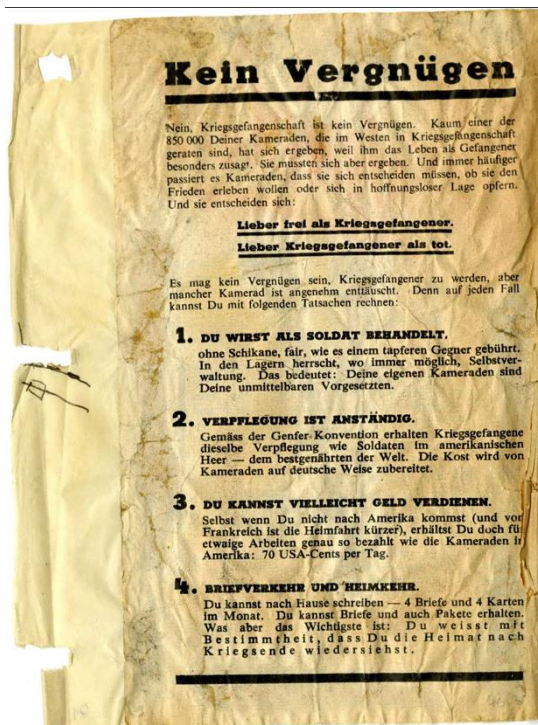 Kein Vergnügen
Nein, Kriegsgefangenschaft ist kein Vergnügen. Kaum einer der
850 000 Deiner Kameraden, die im Westen in Kriegsgefangenschaft
geraten sind, hat sich ergeben, weil ihm das Leben als Gefangener
besonders zusagt. Sie mussten sich aber ergeben. Und immer häufiger
passiert es Kameraden, dass sie sich entscheiden müssen, ob sie den
Frieden erleben wollen oder sich in hoffnungsloser Lage opfern.
Und sie entscheiden sich:
Lieber frei als Kriegsgefangener.
Lieber Kriegsgefangener als tot.
Es mag kein Vergnügen sein, Kriegsgefangener zu werden, aber
mancher Kamerad ist angenehm enttäuscht. Denn auf jeden Fall
kannst Du mit folgenden Tatsachen rechnen:
1. DU WIRST ALS SOLDAT BEHANDELT.
ohne Schikane, fair, wie es einem tapferen Gegner gebührt.
In den Lagern herrscht, wo immer möglich, Selbstver-
waltung. Das bedeutet: Deine eigenen Kameraden sind
Deine unmittelbaren Vorgesetzten.
2. VERPFLEGUNG IST ANSTÄNDIG.
Gemäss der Genfer Konvention erhalten Kriegsgefangene
dieselbe Verpflegung wie Soldaten im amerikanischen
Heer — dem bestgenährten der Welt. Die Kost wird von
Kameraden auf deutsche Weise zubereitet.
3. DU KANNST VIELLEICHT GELD VERDIENEN.
Selbst wenn Du nicht nach Amerika kommst (und von
Frankreich ist die Heimfahrt kürzer), erhältst Du doch fü
etwaige Arbeiten genau so bezahlt wie die Kameraden in
Amerika: 70 USA-Cents per Tag.
4. BRIEFVERKEHR UND HEIMKEHR.
Du kannst nach Hause schreiben — 4 Briefe und 4 Karten
im Monat. Du kannst Briefe und auch Pakete erhalten.
Was aber das Wichtigste ist: Du weisst mit
Bestimmtheit, dass Du die Heimat nach
Kriegsende wiedersiehst.